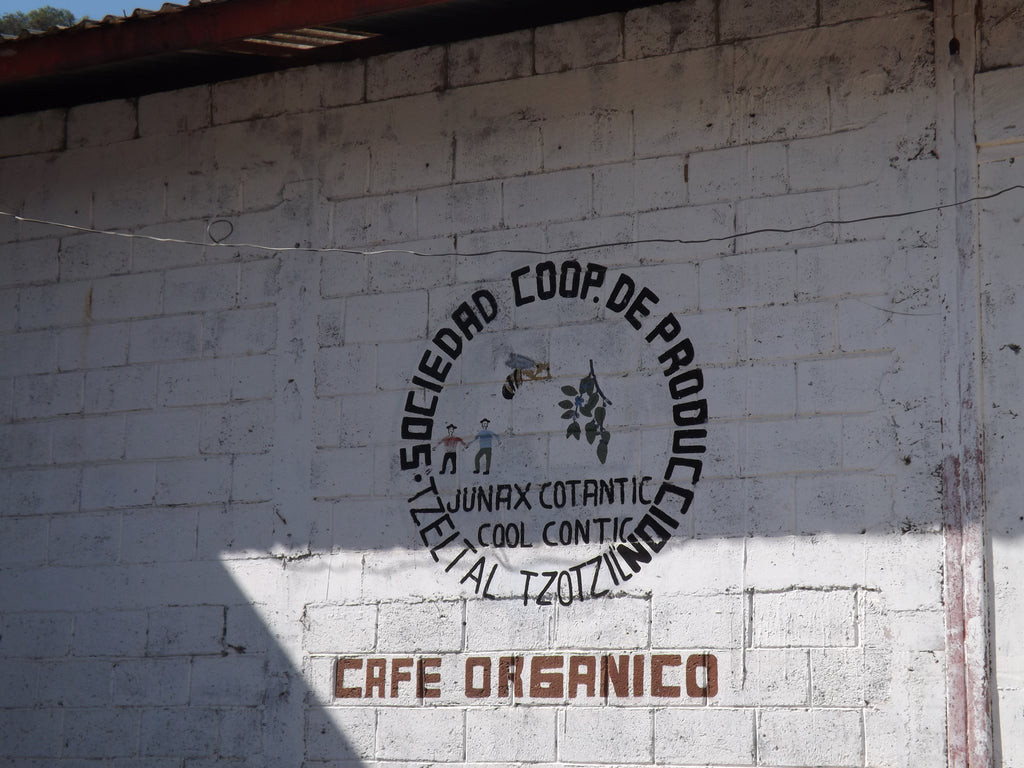 SOCIEDAD COOP. DE PRODUCCION
TZELTAL TZOTZIL
JUNAX COTANTIC
COOL CONTIC
CAFE ORGANICO